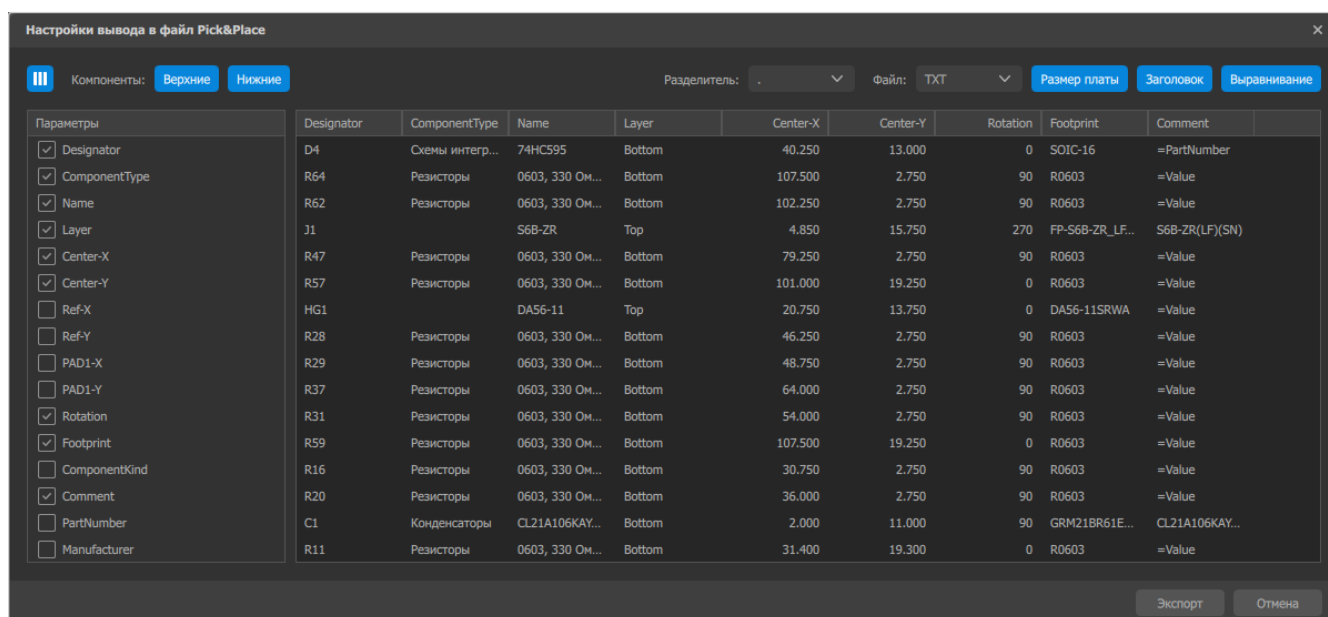 Настройки вывода в файл Pick&Place
Компоненты: Верхние Нижние Разделитель: . Файл: TXT Размер платы Заголовок Выравнивание
Параметры Designator ComponentType Name Layer Center-X Center-Y Rotation Footprint Comment
Designator D4 Схемы интегр... 74HC595 Bottom 40.250 13.000 0 SOIC-16 =PartNumber
ComponentType R64 Резисторы 0603, 330 Ом... Bottom 107.500 2.750 90 R0603 =Value
Name R62 Резисторы 0603, 330 Ом... Bottom 102.250 2.750 90 R0603 =Value
Layer J1 S6B-ZR Top 4.850 15.750 270 FP-S6B-ZR_LF... S6B-ZR(LF)(SN)
Center-X R47 Резисторы 0603, 330 Ом... Bottom 79.250 2.750 90 R0603 =Value
Center-Y R57 Резисторы 0603, 330 Ом... Bottom 101.000 19.250 0 R0603 =Value
Ref-X HG1 DA56-11 Top 20.750 13.750 0 DA56-11SRWA =Value
Ref-Y R28 Резисторы 0603, 330 Ом... Bottom 46.250 2.750 90 R0603 =Value
PAD1-X R29 Резисторы 0603, 330 Ом... Bottom 48.750 2.750 90 R0603 =Value
PAD1-Y R37 Резисторы 0603, 330 Ом... Bottom 64.000 2.750 90 R0603 =Value
Rotation R31 Резисторы 0603, 330 Ом... Bottom 54.000 2.750 90 R0603 =Value
Footprint R59 Резисторы 0603, 330 Ом... Bottom 107.500 19.250 0 R0603 =Value
ComponentKind R16 Резисторы 0603, 330 Ом... Bottom 30.750 2.750 90 R0603 =Value
Comment R20 Резисторы 0603, 330 Ом... Bottom 36.000 2.750 90 R0603 =Value
PartNumber C1 Конденсаторы CL21A106KAY... Bottom 2.000 11.000 90 GRM21BR61E... CL21A106KAY...
Manufacturer R11 Резисторы 0603, 330 Ом... Bottom 31.400 19.300 0 R0603 =Value
Экспорт Отмена